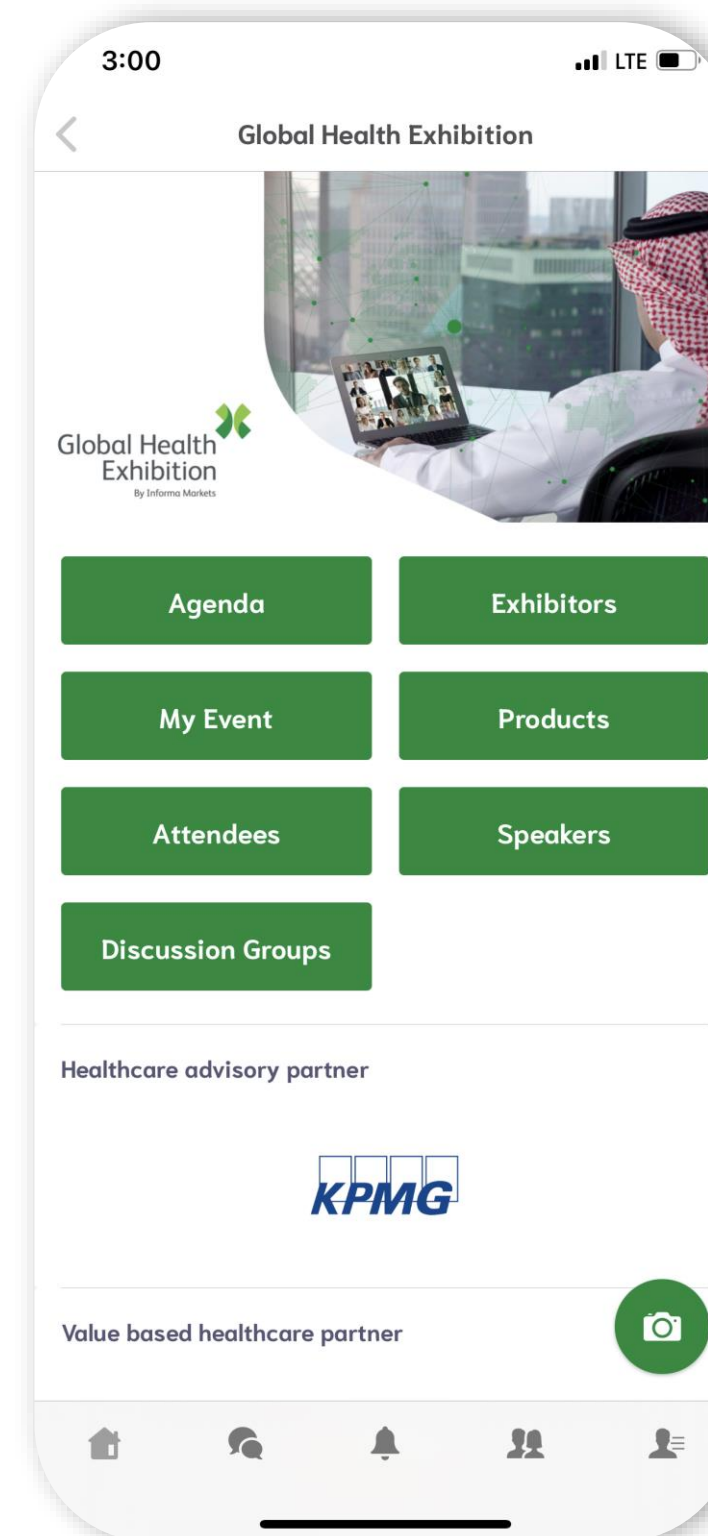 3:00
LTE
Global Health Exhibition
Global Health
Exhibition
By Informa Markets
Agenda
Exhibitors
My Event
Products
Attendees
Speakers
Discussion Groups
Healthcare advisory partner
KPMG
Value based healthcare partner